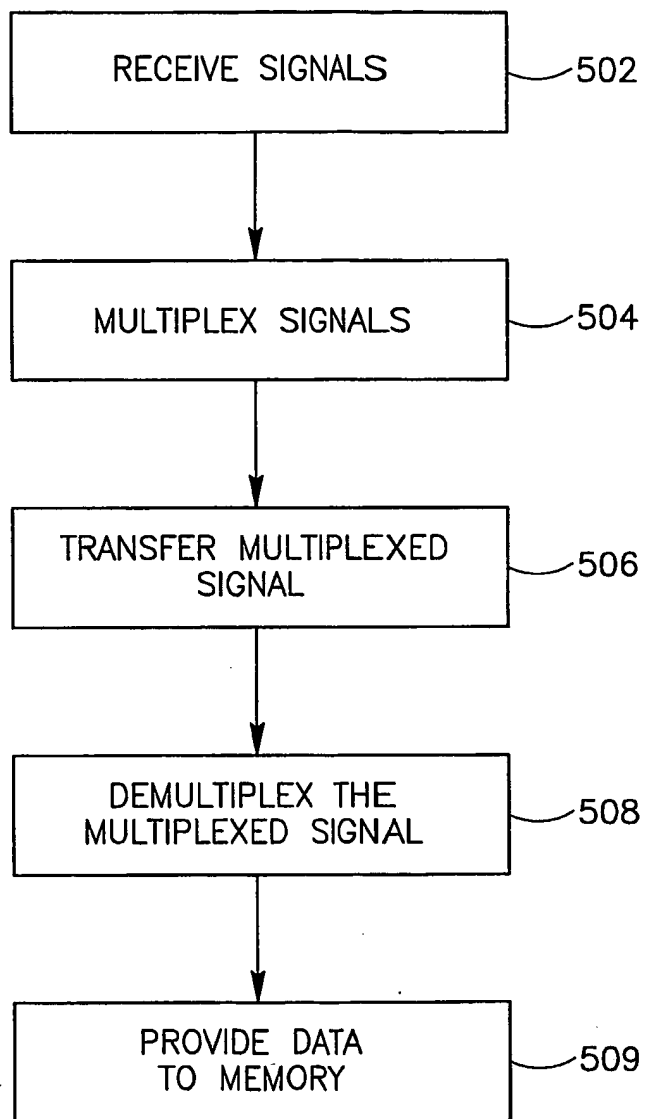 RECEIVE SIGNALS
502
MULTIPLEX SIGNALS
504
TRANSFER MULTIPLEXED
SIGNAL
506
DEMULTIPLEX THE
MULTIPLEXED SIGNAL
508
PROVIDE DATA
TO MEMORY
509